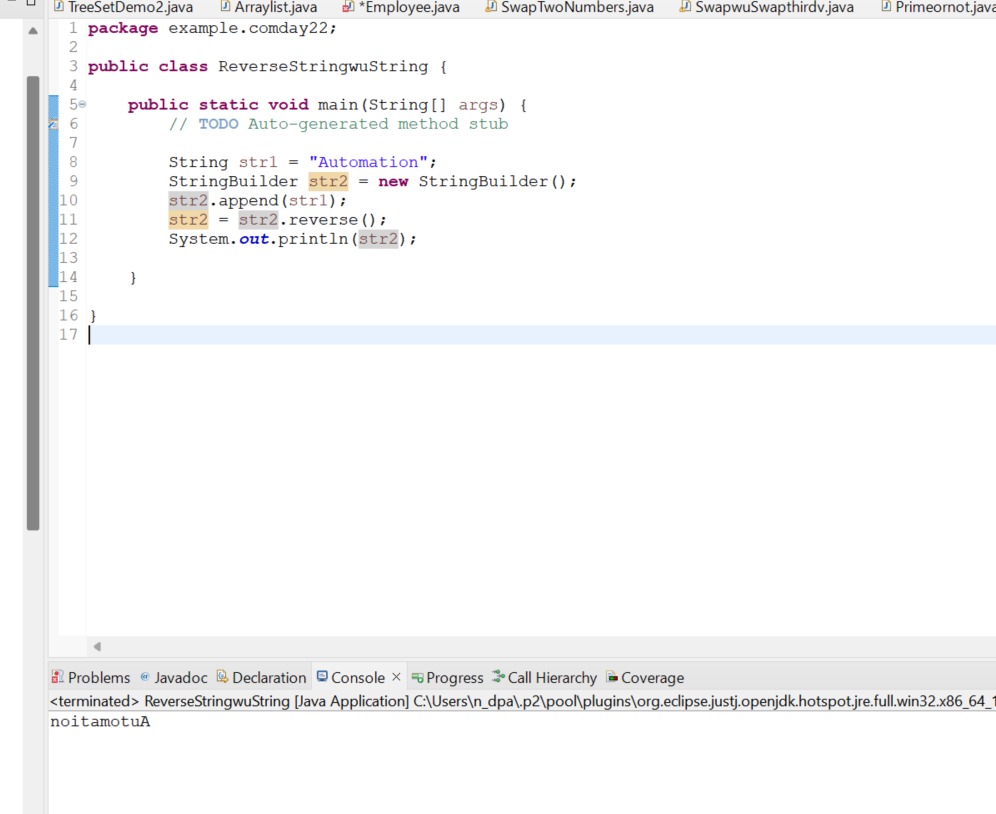 TreeSetDemo2.java Arraylist.java *Employee.java SwapTwoNumbers.java SwapwuSwapthirdv.java Primeornot.java
1 package example.comday22;
2
3 public class ReverseStringwuString {
4
5 public static void main(String[] args) {
6 // TODO Auto-generated method stub
7
8 String str1 = "Automation";
9 StringBuilder str2 = new StringBuilder();
10 str2.append(str1);
11 str2 = str2.reverse();
12 System.out.println(str2);
13
14 }
15
16 }
17
Problems Javadoc Declaration Console × Progress Call Hierarchy Coverage
<terminated> ReverseStringwuString [Java Application] C:\Users\n_dpa\.p2\pool\plugins\org.eclipse.justj.openjdk.hotspot.jre.full.win32.x86_64_1
noitamotuA